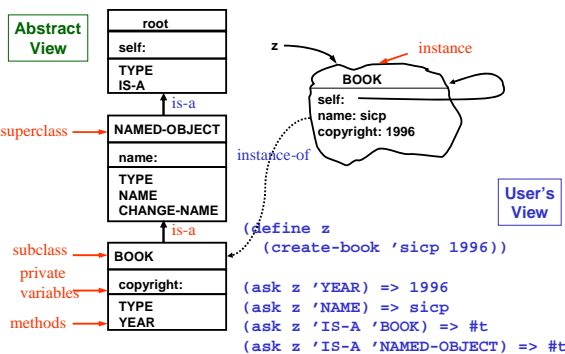 Abstract
View
root
self:
TYPE
IS-A
is-a
superclass
NAMED-OBJECT
name:
TYPE
NAME
CHANGE-NAME
is-a
subclass
BOOK
private
variables
copyright:
methods
TYPE
YEAR
z
instance
BOOK
self:
name: sicp
copyright: 1996
instance-of
User's
View
(define z
(create-book 'sicp 1996))
(ask z 'YEAR) => 1996
(ask z 'NAME) => sicp
(ask z 'IS-A 'BOOK) => #t
(ask z 'IS-A 'NAMED-OBJECT) => #t